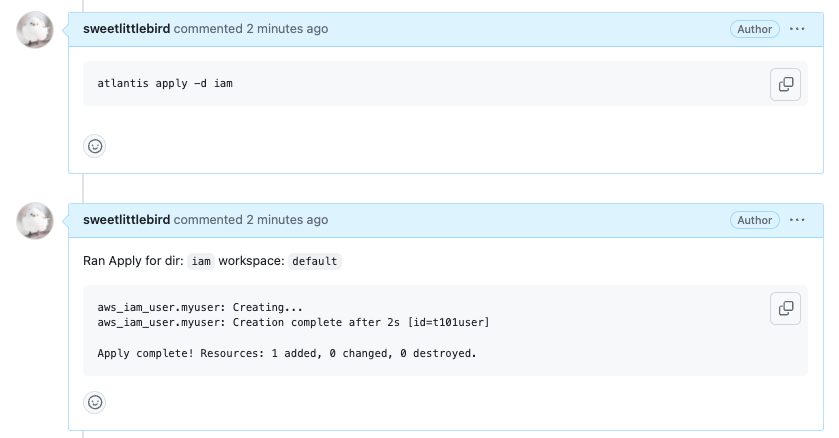 sweetlittlebird commented 2 minutes ago
Author
atlantis apply -d iam
sweetlittlebird commented 2 minutes ago
Author
Ran Apply for dir: iam workspace: default
aws_iam_user.myuser: Creating...
aws_iam_user.myuser: Creation complete after 2s [id=t101user]
Apply complete! Resources: 1 added, 0 changed, 0 destroyed.